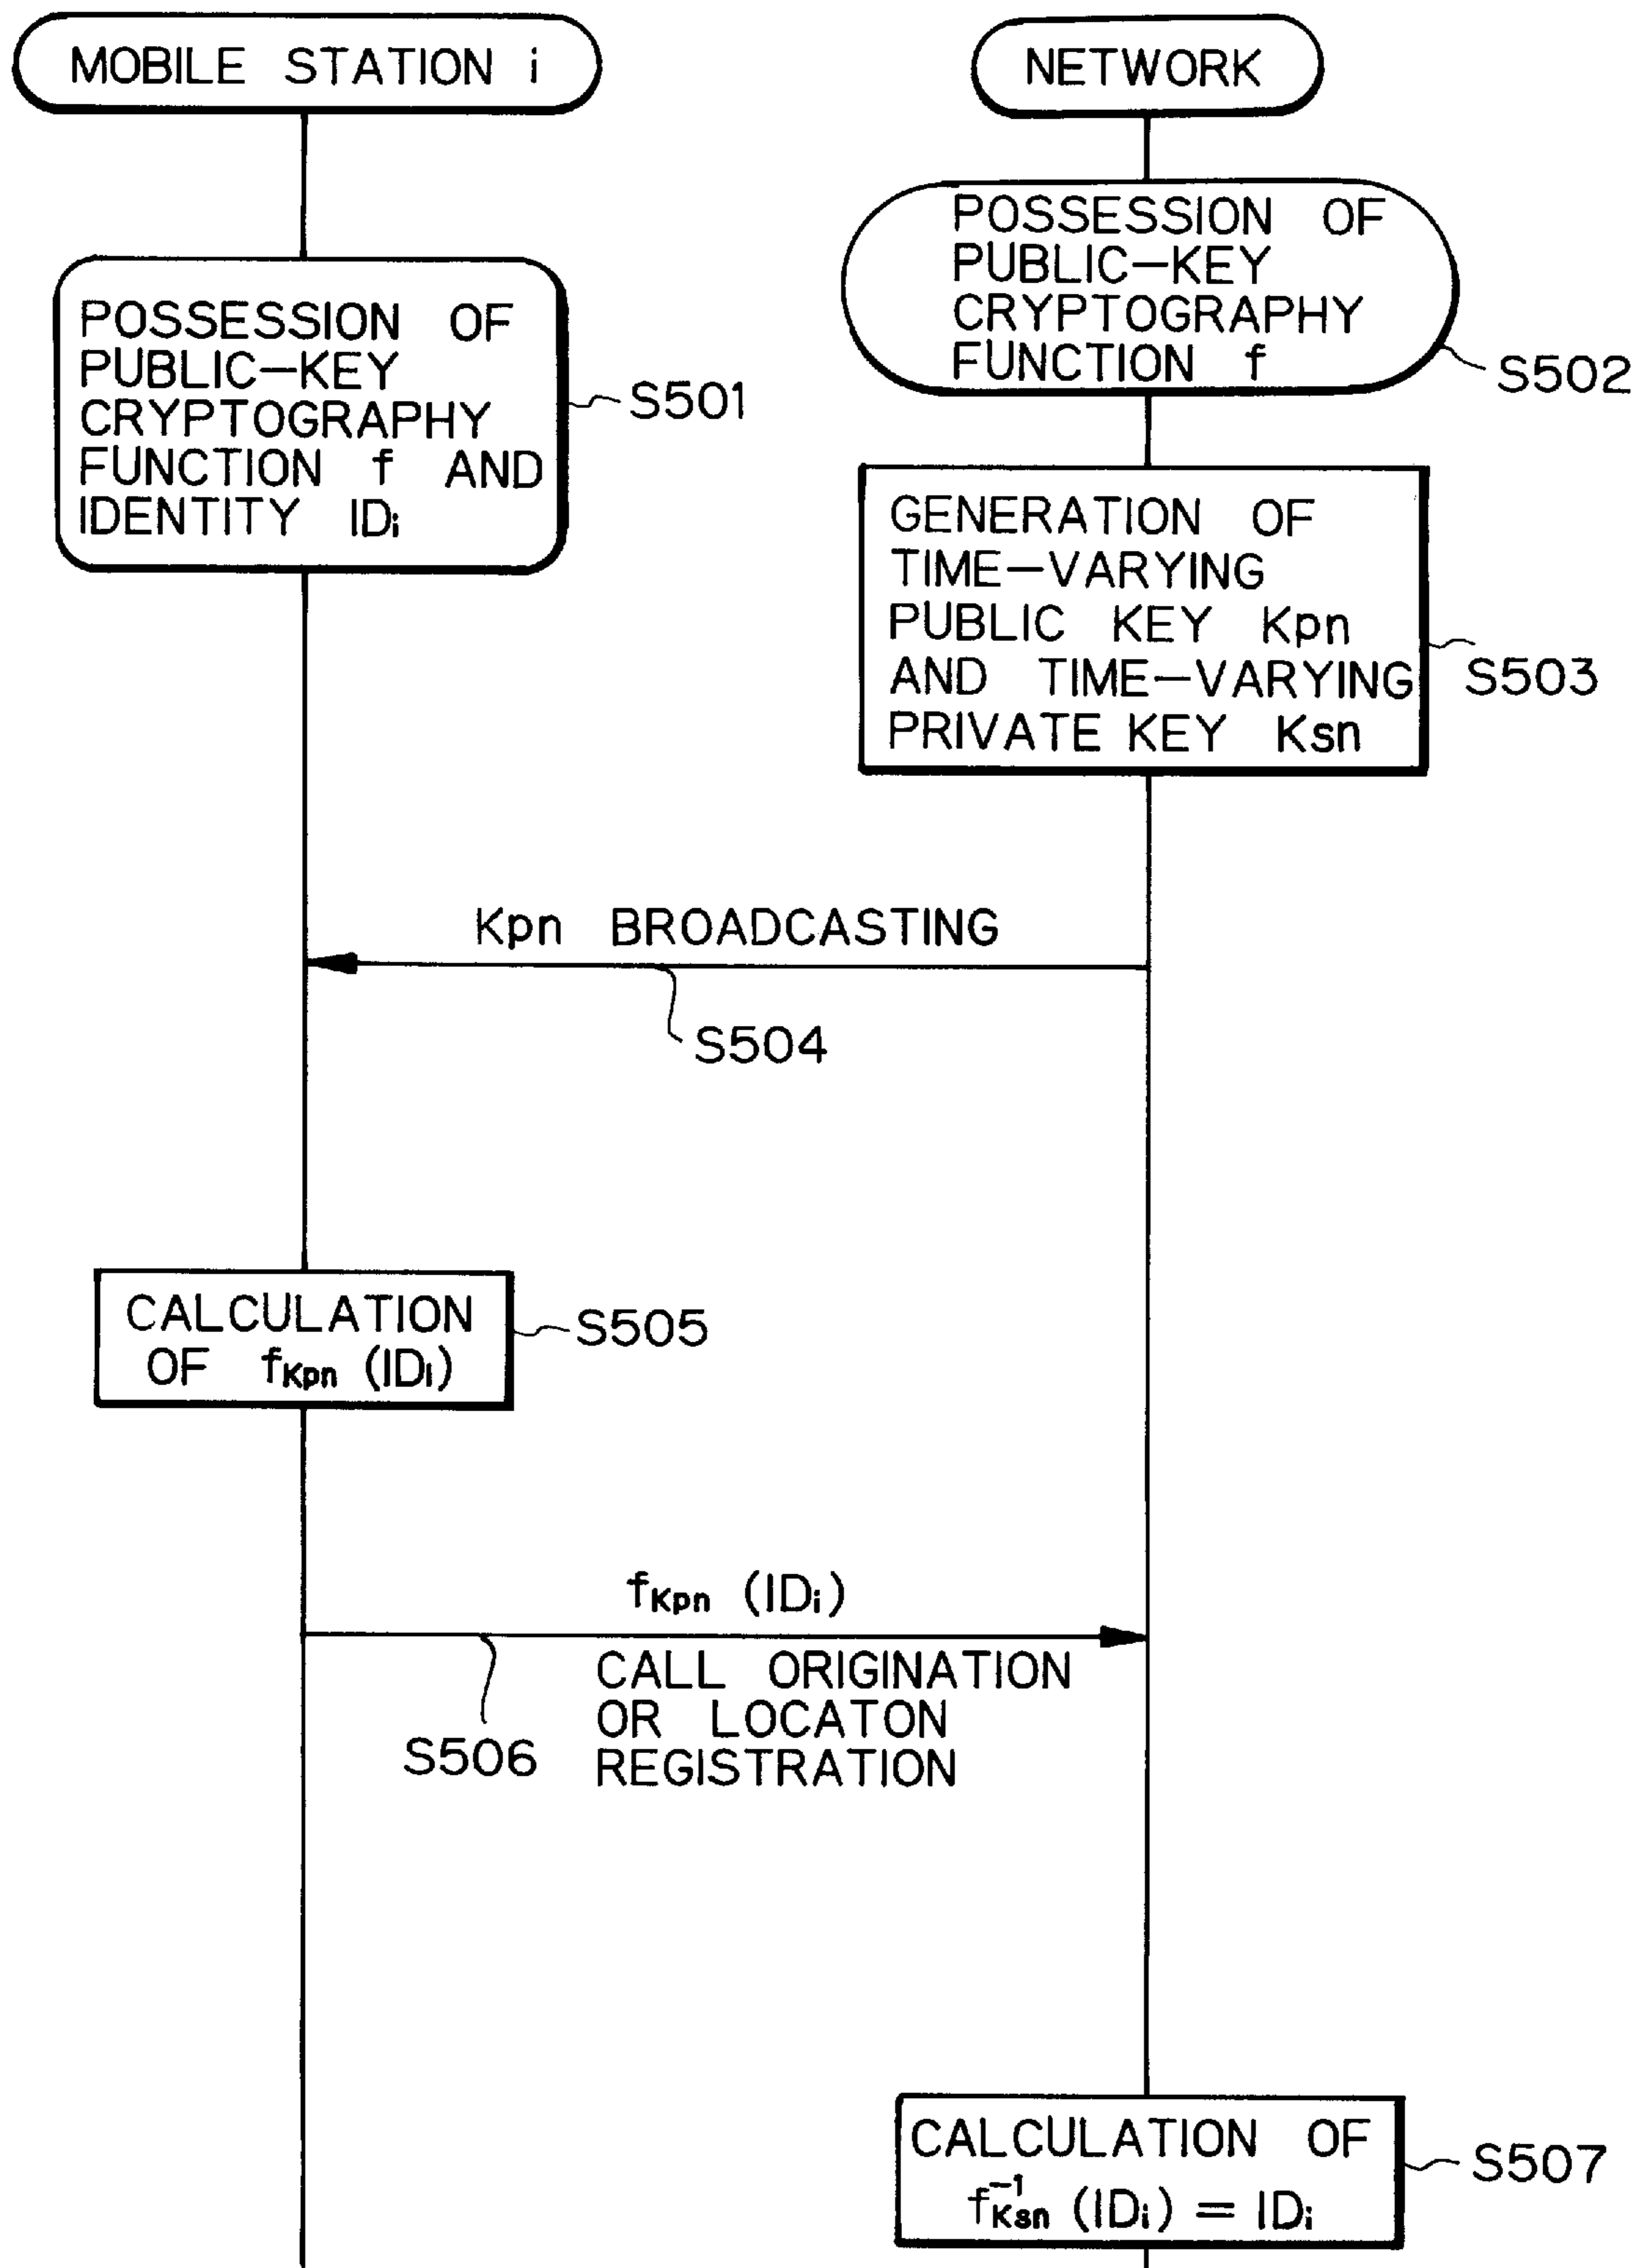 MOBILE STATION i
NETWORK
POSSESSION OF
PUBLIC-KEY
CRYPTOGRAPHY
FUNCTION f
S502
POSSESSION OF
PUBLIC-KEY
CRYPTOGRAPHY
FUNCTION f AND
IDENTITY IDi
S501
GENERATION OF
TIME-VARYING
PUBLIC KEY Kpn
AND TIME-VARYING
PRIVATE KEY Ksn
S503
Kpn BROADCASTING
S504
CALCULATION
OF fKpn (IDi)
S505
fKpn (IDi)
CALL ORIGINATION
OR LOCATON
REGISTRATION
S506
CALCULATION OF
f⁻¹Ksn (IDi) = IDi
S507